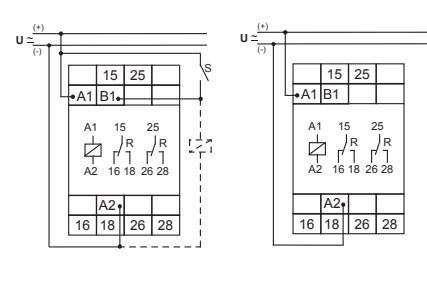 (+)
U ≂
(-)
S
15 25
A1 B1
A1 15 25
R R
A2 16 18 26 28
A2
16 18 26 28
(+)
U ≂
(-)
15 25
A1 B1
A1 15 25
R R
A2 16 18 26 28
A2
16 18 26 28